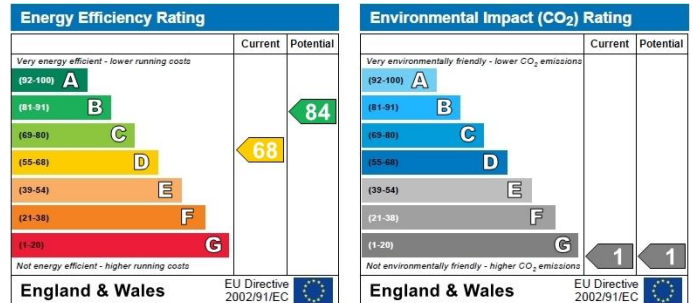 Energy Efficiency Rating
Current Potential
Very energy efficient - lower running costs
(92-100) A
(81-91) B
84
(69-80) C
(55-68) D
68
(39-54) E
(21-38) F
(1-20) G
Not energy efficient - higher running costs
England & Wales
EU Directive
2002/91/EC
Environmental Impact (CO2) Rating
Current Potential
Very environmentally friendly - lower CO2 emissions
(92-100) A
(81-91) B
(69-80) C
(55-68) D
(39-54) E
(21-38) F
(1-20) G
1 1
Not environmentally friendly - higher CO2 emissions
England & Wales
EU Directive
2002/91/EC